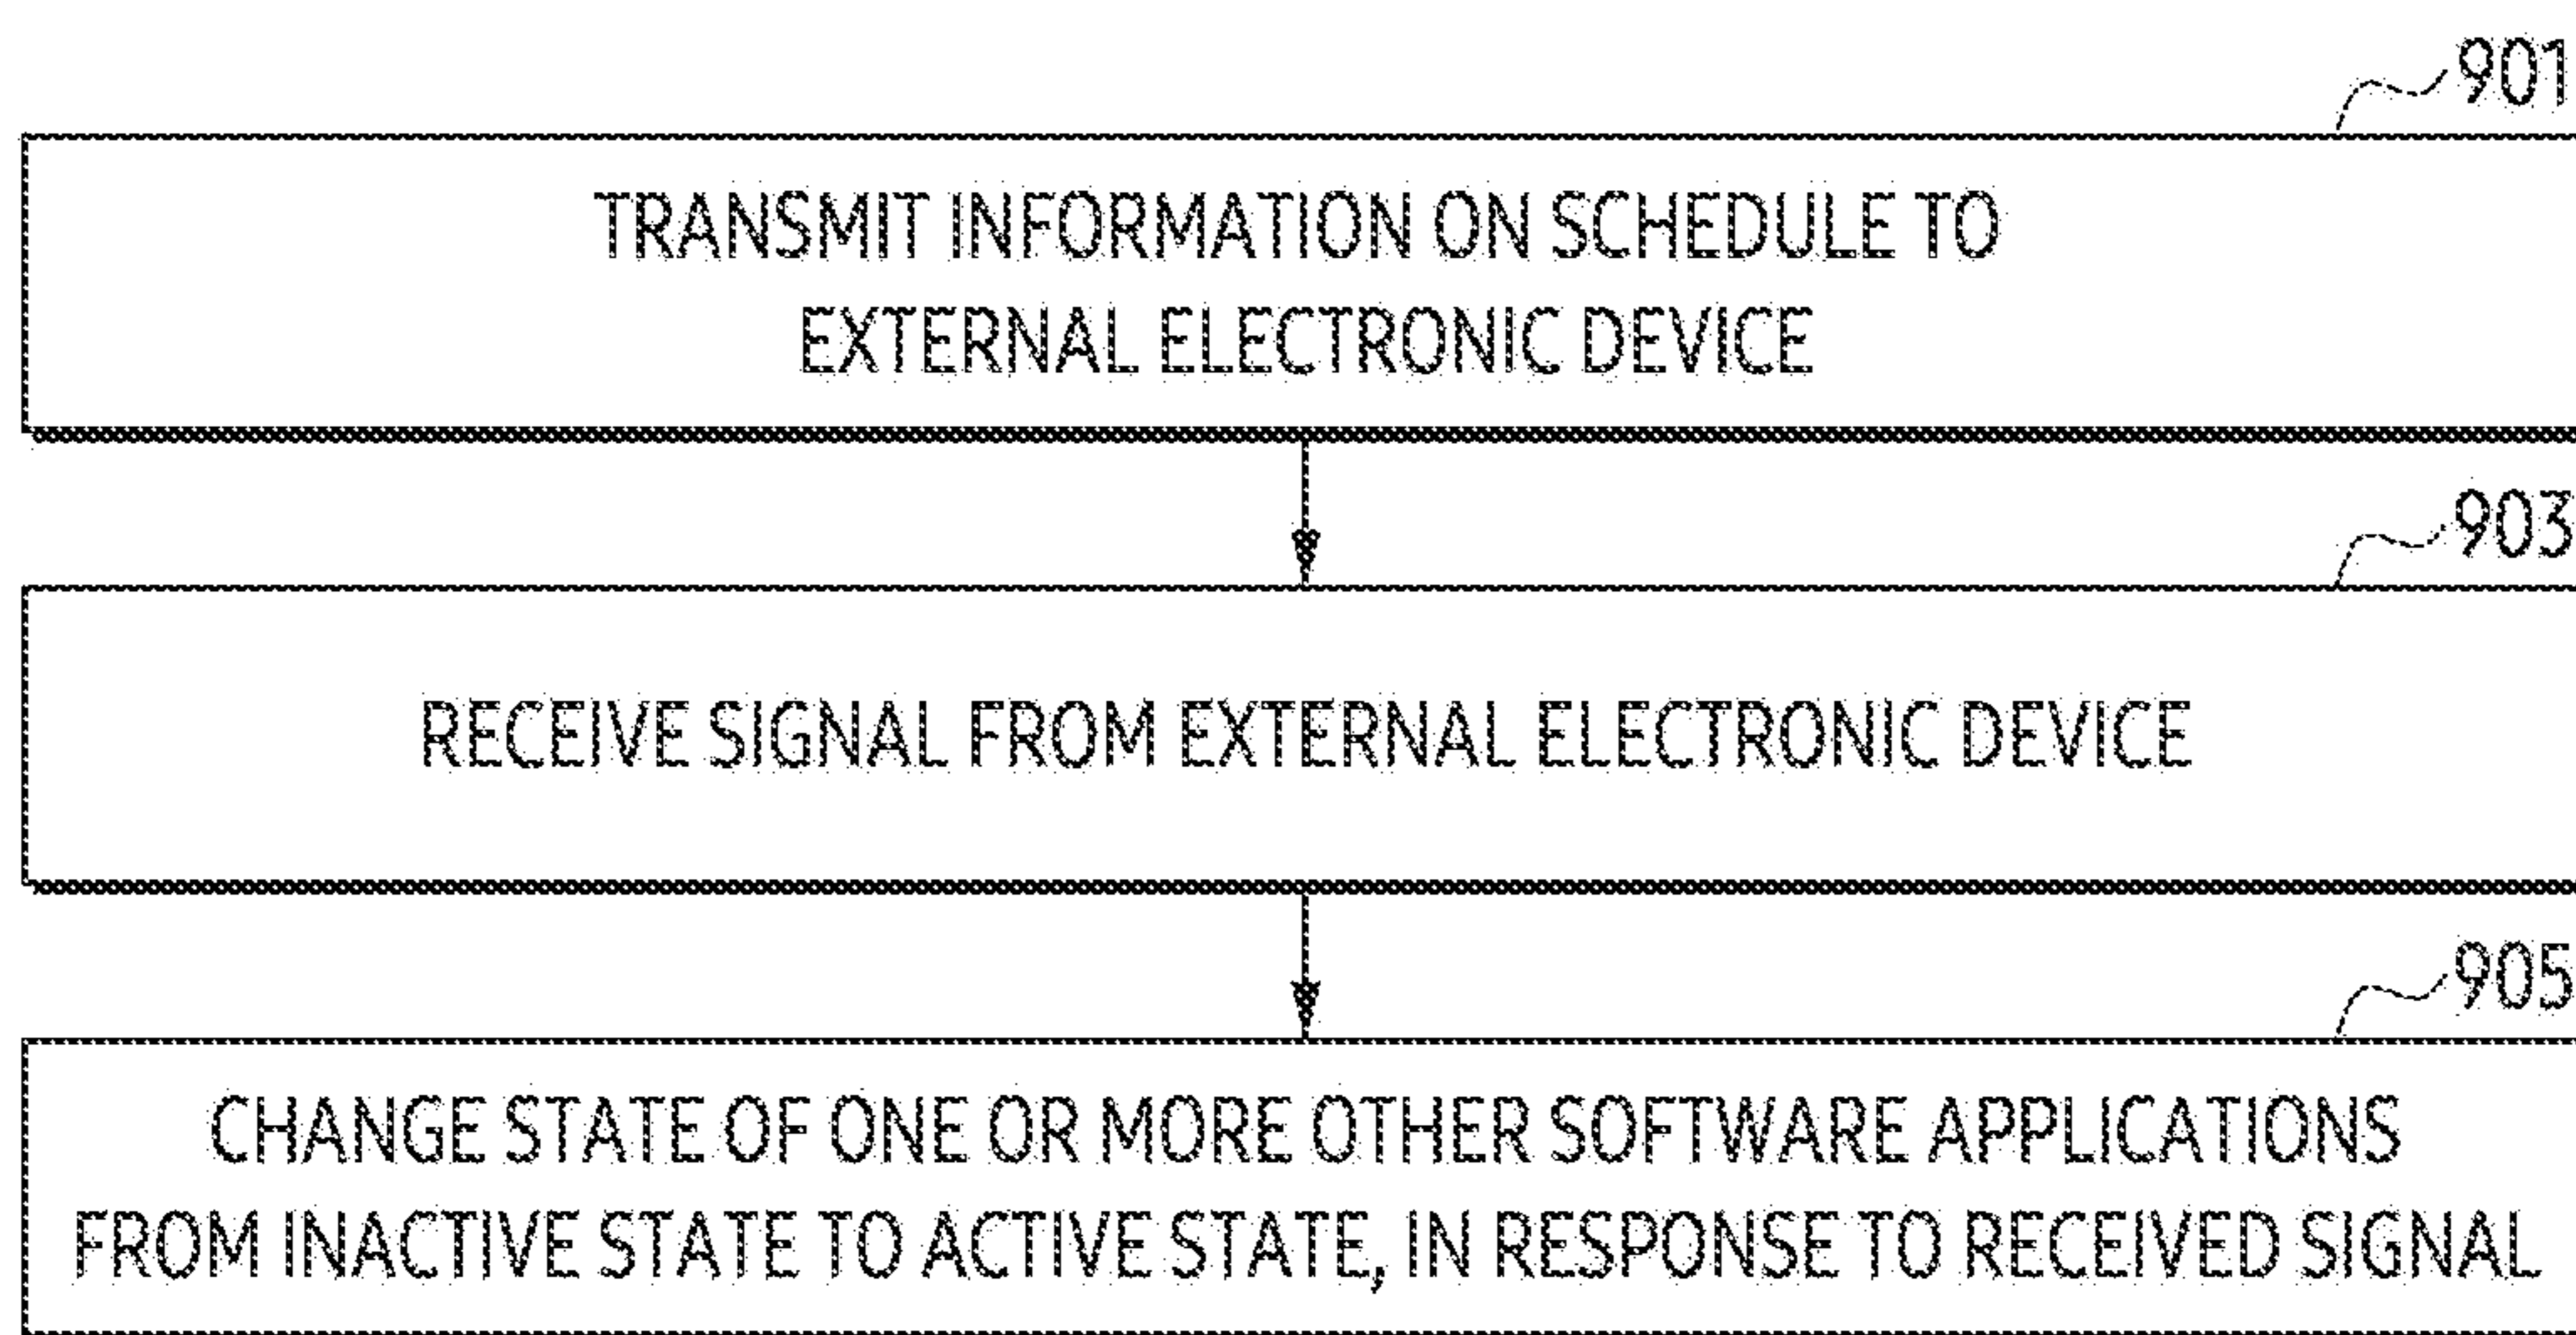 901
TRANSMIT INFORMATION ON SCHEDULE TO
EXTERNAL ELECTRONIC DEVICE
903
RECEIVE SIGNAL FROM EXTERNAL ELECTRONIC DEVICE
905
CHANGE STATE OF ONE OR MORE OTHER SOFTWARE APPLICATIONS
FROM INACTIVE STATE TO ACTIVE STATE, IN RESPONSE TO RECEIVED SIGNAL